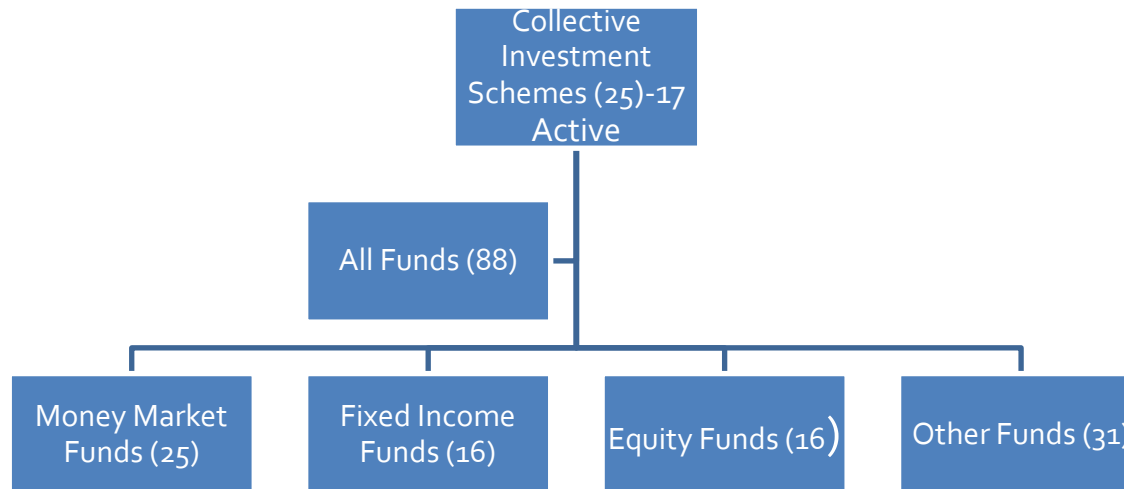 Collective
Investment
Schemes (25)-17
Active
All Funds (88)
Money Market
Funds (25)
Fixed Income
Funds (16)
Equity Funds (16)
Other Funds (31)